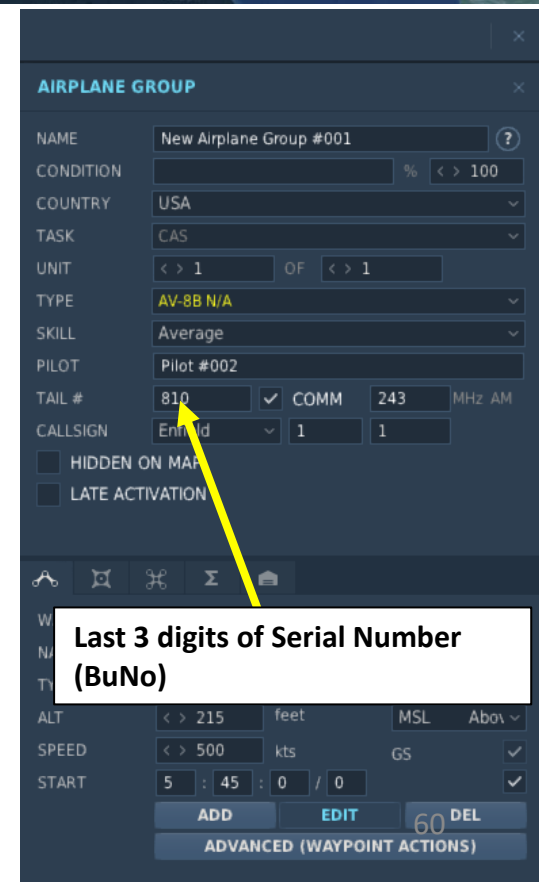 AIRPLANE GROUP
NAME New Airplane Group #001 ?
CONDITION % < > 100
COUNTRY USA
TASK CAS
UNIT < > 1 OF < > 1
TYPE AV-8B N/A
SKILL Average
PILOT Pilot #002
TAIL # 810 COMM 243 MHz AM
CALLSIGN 1 1
HIDDEN ON MAP
LATE ACTIVATION
Σ
Last 3 digits of Serial Number
(BuNo)
ALT < > 215 feet MSL
SPEED < > 500 kts GS
START 5 : 45 : 0 / 0
ADD EDIT DEL
60
ADVANCED (WAYPOINT ACTIONS)